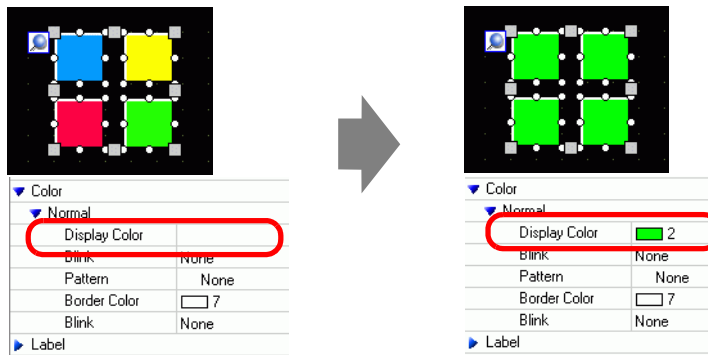 Color
Normal
Display Color
Blink None
Pattern None
Border Color 7
Blink None
Label
Color
Normal
Display Color 2
Blink None
Pattern None
Border Color 7
Blink None
Label